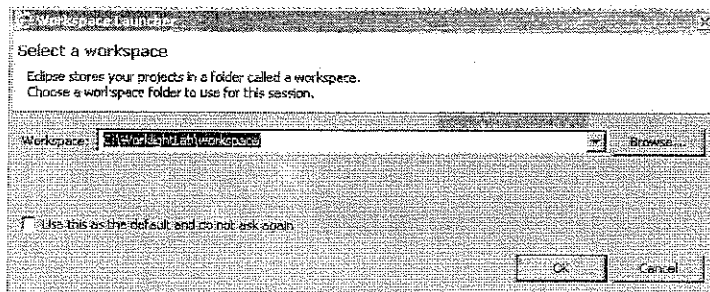 Workspace Launcher
Select a workspace
Eclipse stores your projects in a folder called a workspace.
Choose a workspace folder to use for this session.
Workspace: C:\WorklightLab\workspace Browse...
Use this as the default and do not ask again
OK Cancel